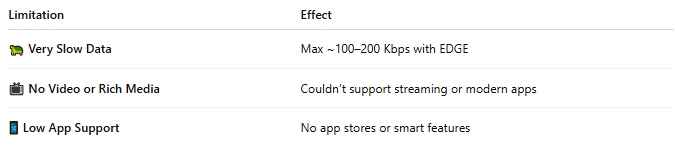 Limitation Effect
🐢 Very Slow Data Max ~100–200 Kbps with EDGE
📺 No Video or Rich Media Couldn't support streaming or modern apps
📱 Low App Support No app stores or smart features